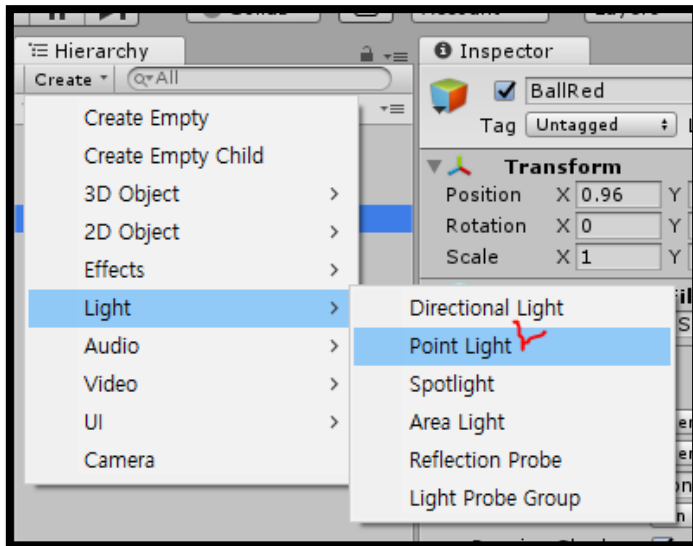 Hierarchy
Create
All
Create Empty
Create Empty Child
3D Object
2D Object
Effects
Light
Audio
Video
UI
Camera
Directional Light
Point Light
Spotlight
Area Light
Reflection Probe
Light Probe Group
Inspector
BallRed
Tag Untagged
Transform
Position X 0.96 Y
Rotation X 0 Y
Scale X 1 Y